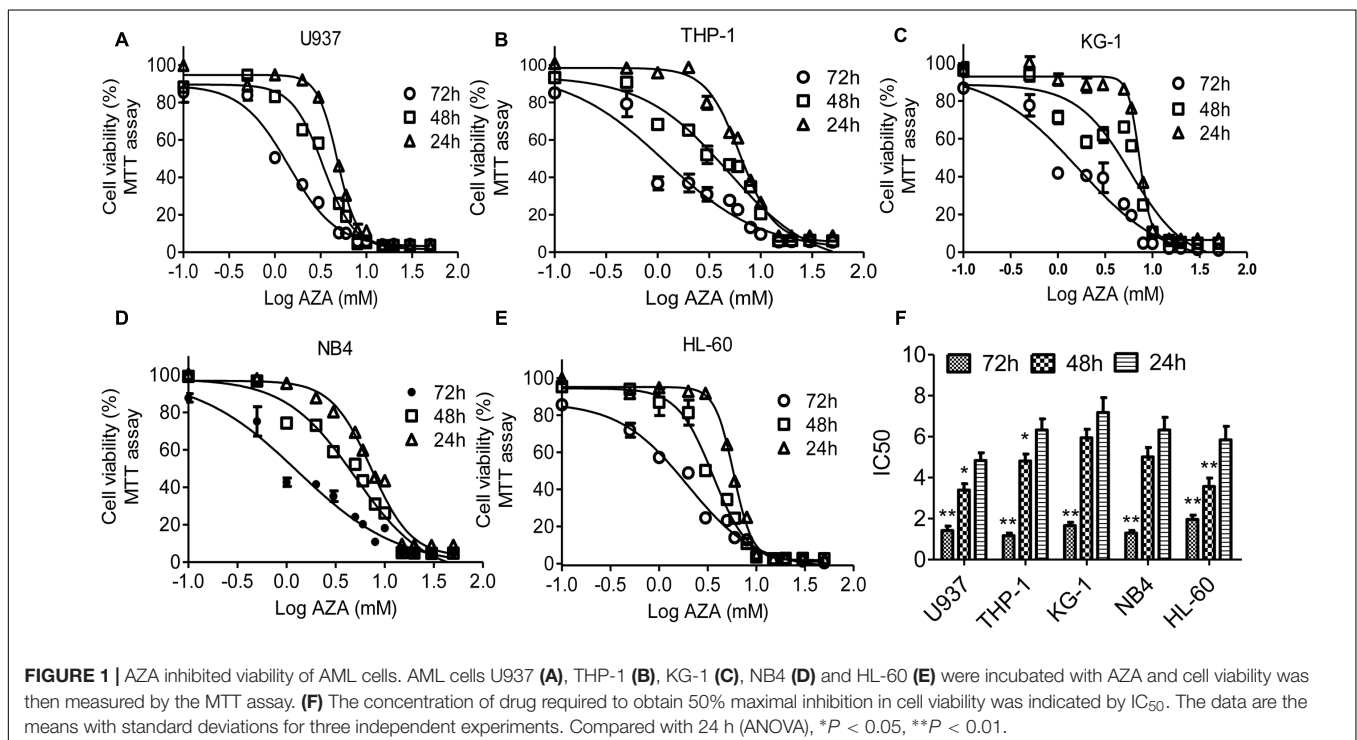 A
U937
100
80
60
40
20
0
Cell viability (%)
MTT assay
72h
48h
24h
-1.0 -0.5 0.0 0.5 1.0 1.5 2.0
Log AZA (mM)
B
THP-1
100
80
60
40
20
0
Cell viability (%)
MTT assay
72h
48h
24h
-1.0 -0.5 0.0 0.5 1.0 1.5 2.0
Log AZA (mM)
C
KG-1
100
80
60
40
20
0
Cell viability (%)
MTT assay
72h
48h
24h
-1.0 -0.5 0.0 0.5 1.0 1.5 2.0
Log AZA (mM)
D
NB4
100
80
60
40
20
0
Cell viability (%)
MTT assay
72h
48h
24h
-1.0 -0.5 0.0 0.5 1.0 1.5 2.0
Log AZA (mM)
E
HL-60
100
80
60
40
20
0
Cell viability (%)
MTT assay
72h
48h
24h
-1.0 -0.5 0.0 0.5 1.0 1.5 2.0
Log AZA (mM)
F
10
8
6
4
2
0
IC50
72h 48h 24h
** * ** * ** ** ** **
U937 THP-1 KG-1 NB4 HL-60
FIGURE 1 | AZA inhibited viability of AML cells. AML cells U937 (A), THP-1 (B), KG-1 (C), NB4 (D) and HL-60 (E) were incubated with AZA and cell viability was
then measured by the MTT assay. (F) The concentration of drug required to obtain 50% maximal inhibition in cell viability was indicated by IC50. The data are the
means with standard deviations for three independent experiments. Compared with 24 h (ANOVA), *P < 0.05, **P < 0.01.